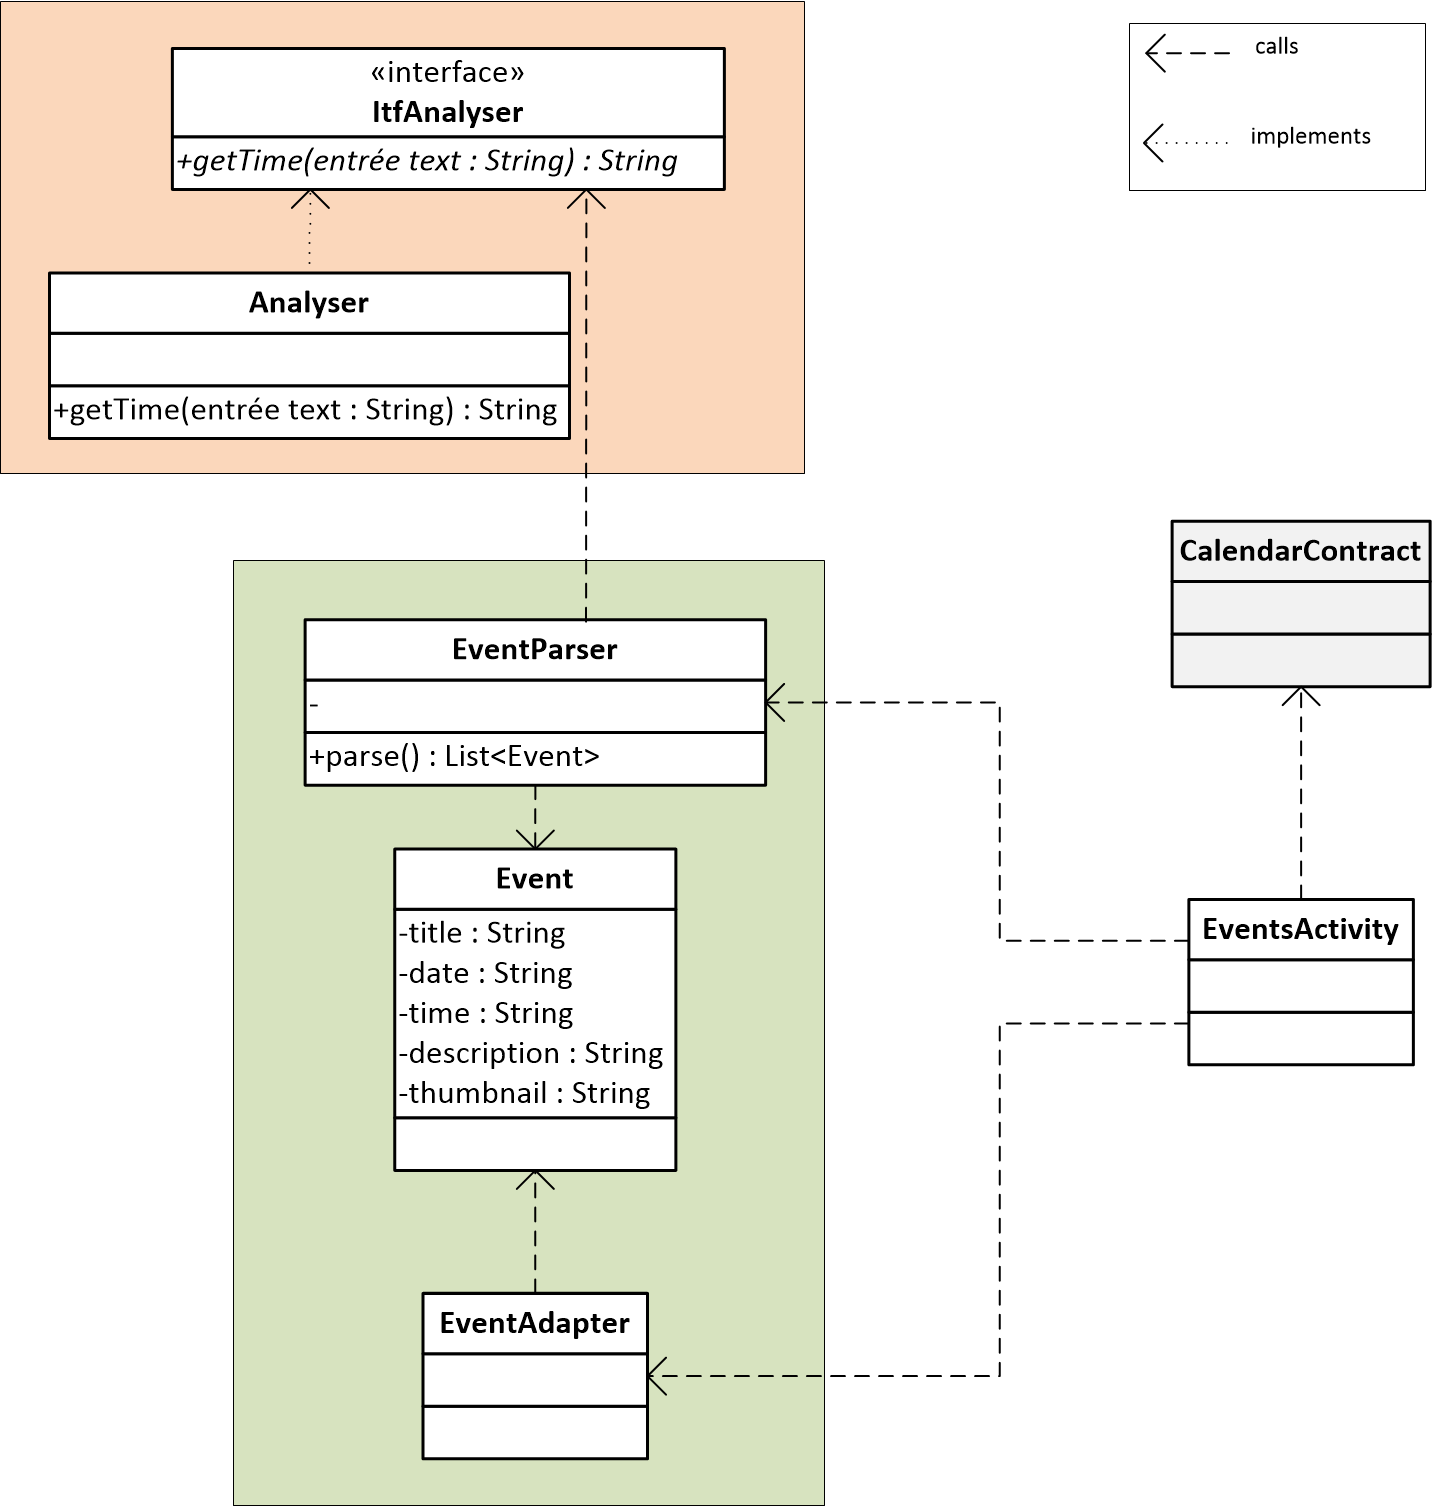 «interface»
ItfAnalyser
+getTime(entrée text : String) : String
Analyser
+getTime(entrée text : String) : String
calls
implements
EventParser
-
+parse() : List<Event>
Event
-title : String
-date : String
-time : String
-description : String
-thumbnail : String
EventAdapter
CalendarContract
EventsActivity